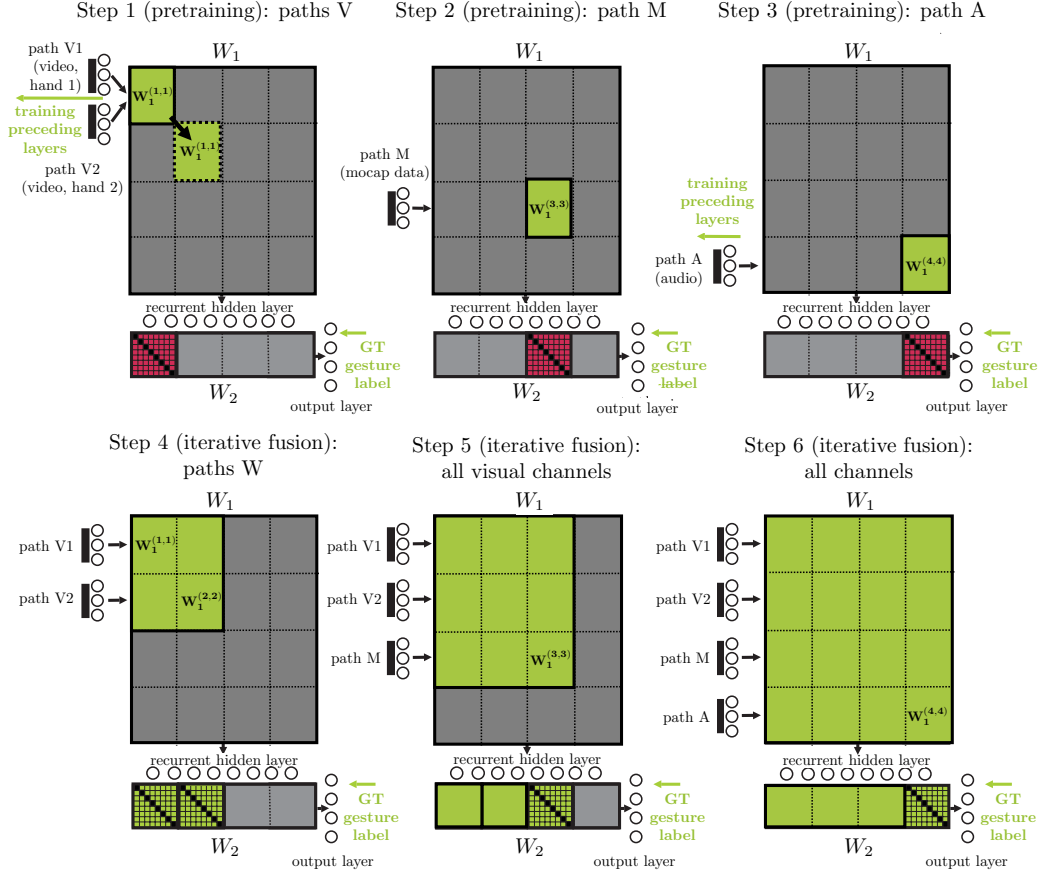 Step 1 (pretraining): paths V
path V1
(video,
hand 1)
training
preceding
layers
path V2
(video, hand 2)
W1
W1(1,1)
W1(1,1)
recurrent hidden layer
W2
GT
gesture
label
output layer
Step 2 (pretraining): path M
W1
path M
(mocap data)
W1(3,3)
recurrent hidden layer
W2
GT
gesture
label
output layer
Step 3 (pretraining): path A
W1
training
preceding
layers
path A
(audio)
W1(4,4)
recurrent hidden layer
W2
GT
gesture
label
output layer
Step 4 (iterative fusion):
paths W
W1
path V1
path V2
W1(1,1)
W1(2,2)
recurrent hidden layer
W2
GT
gesture
label
output layer
Step 5 (iterative fusion):
all visual channels
W1
path V1
path V2
path M
W1(3,3)
recurrent hidden layer
W2
GT
gesture
label
output layer
Step 6 (iterative fusion):
all channels
W1
path V1
path V2
path M
path A
W1(4,4)
recurrent hidden layer
W2
GT
gesture
label
output layer